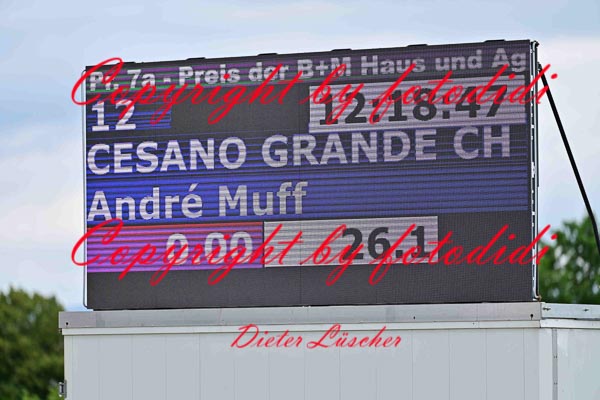 Pr. 7a - Preis der B+M Haus und Ag
Copyright by fotodidi
12 12:18:47
CESANO GRANDE CH
André Muff
Copyright by fotodidi
0.00 26.1
Dieter Lüscher